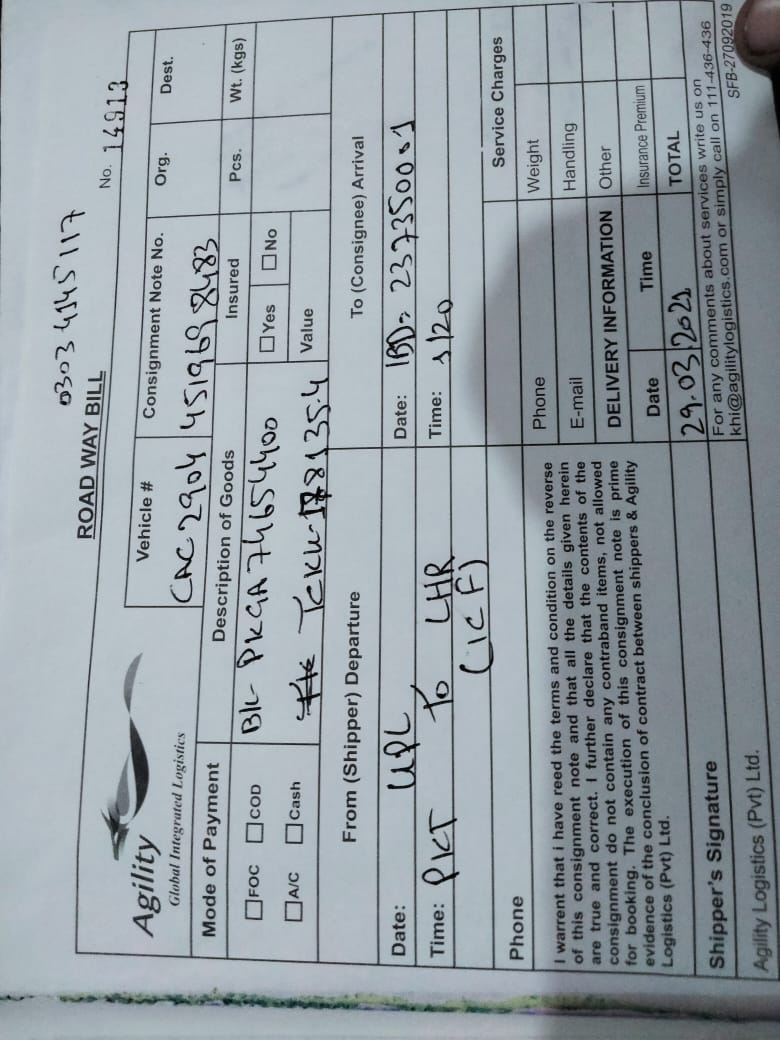 0303 4145117
ROAD WAY BILL
No. 14913
Agility
Global Integrated Logistics
Vehicle #
CAC 2904
Consignment Note No.
4519698483
Org.
Dest.
Mode of Payment
FOC COD
A/C Cash
Description of Goods
B/L- PKGA74654400
TCKU-178135-4
Insured
Yes No
Value
Pcs.
Wt. (kgs)
From (Shipper) Departure
To (Consignee) Arrival
Date: UPL
Date: IBD= 237350001
Time: PKT To LHR
Time: 1/20
(ICF)
Phone
I warrent that i have reed the terms and condition on the reverse
of this consignment note and that all the details given herein
are true and correct. I further declare that the contents of the
consignment do not contain any contraband items, not allowed
for booking. The execution of this consignment note is prime
evidence of the conclusion of contract between shippers & Agility
Logistics (Pvt) Ltd.
Shipper's Signature
Agility Logistics (Pvt) Ltd.
Phone
E-mail
DELIVERY INFORMATION
Date Time
29.03.2021
Service Charges
Weight
Handling
Other
Insurance Premium
TOTAL
For any comments about services write us on
khi@agilitylogistics.com or simply call on 111-436-436
SFB-27092019